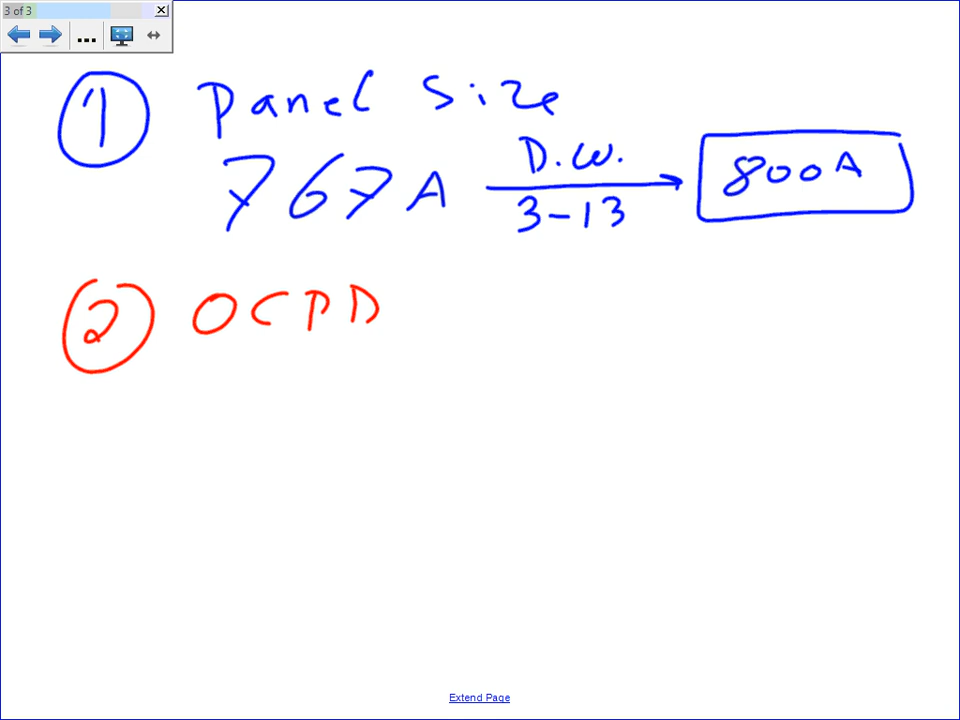 3 of 3
① Panel Size
767A D.W. 3-13 → 800A
② OCPD
Extend Page